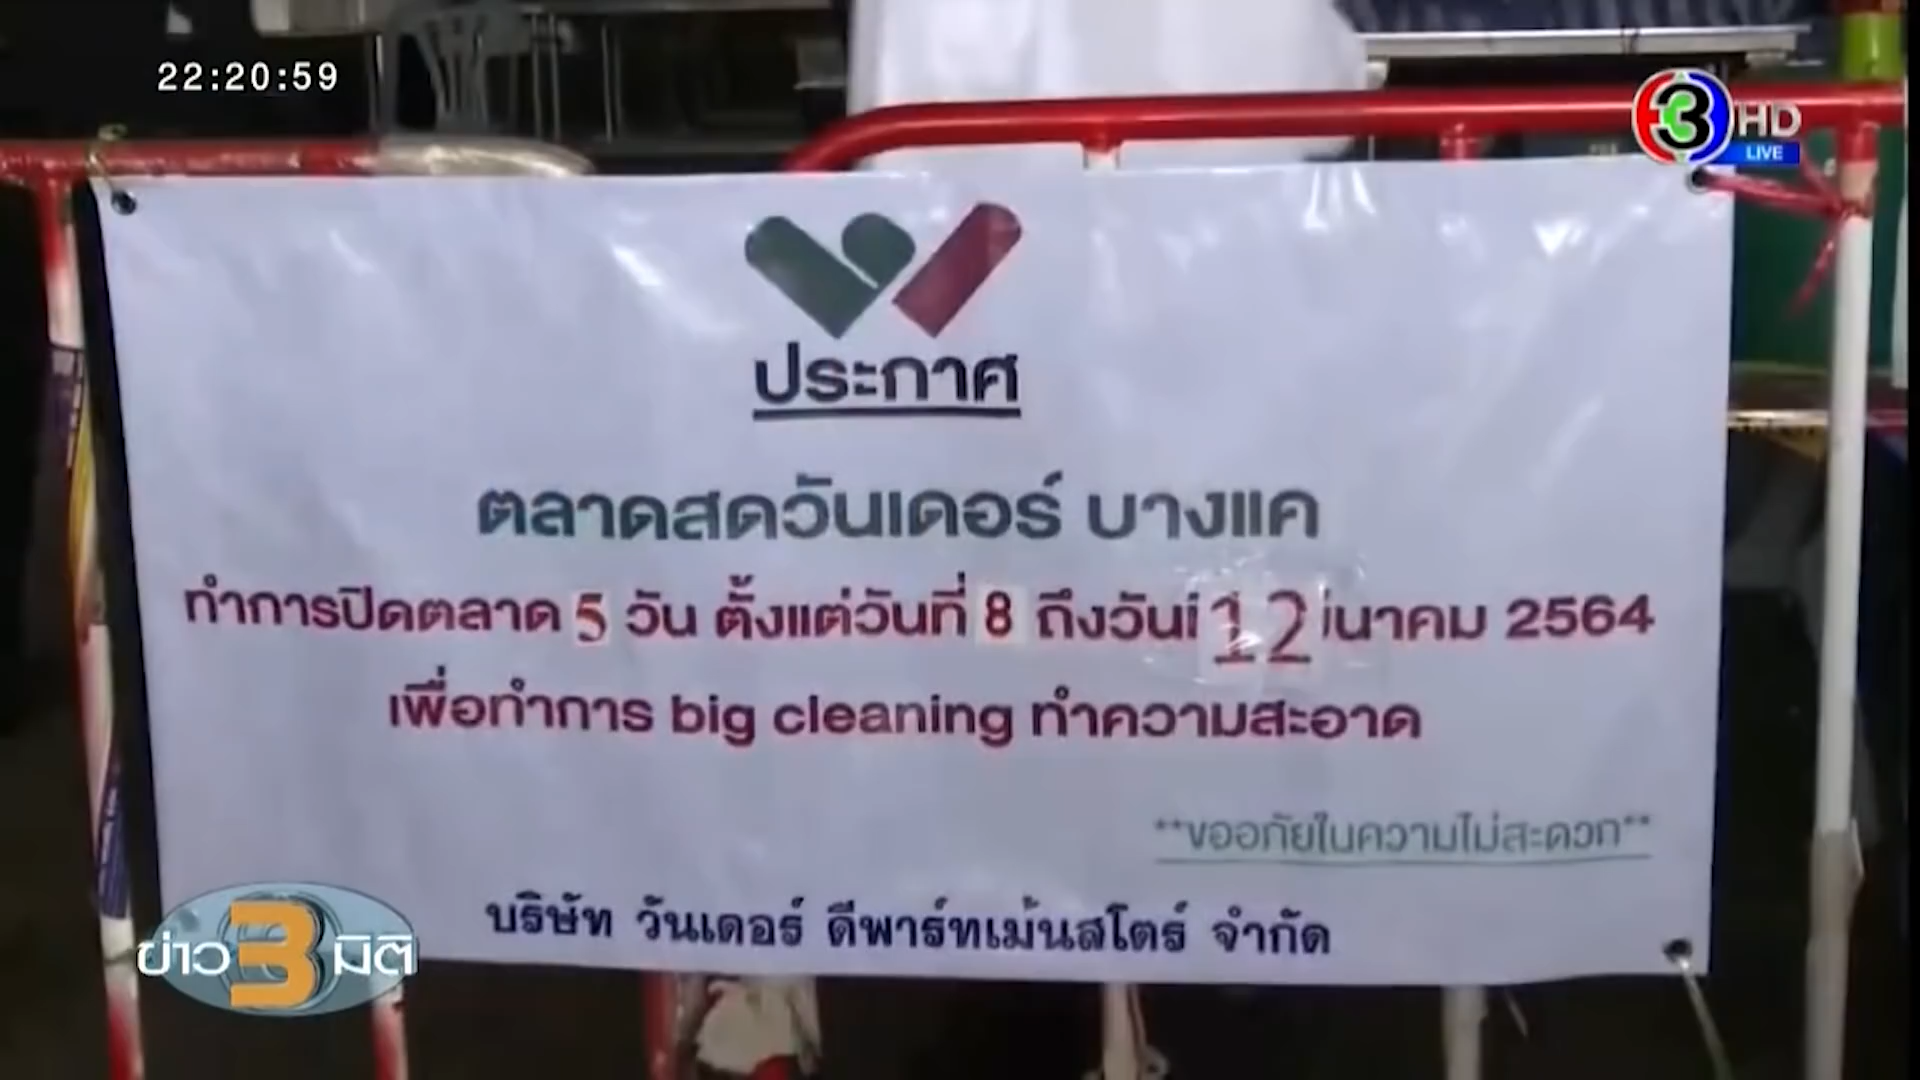 22:20:59
3 HD
LIVE
ประกาศ
ตลาดสดวันเดอร์ บางแค
ทำการปิดตลาด 5 วัน ตั้งแต่วันที่ 8 ถึงวันที่ 12 มีนาคม 2564
เพื่อทำการ big cleaning ทำความสะอาด
**ขออภัยในความไม่สะดวก**
บริษัท วันเดอร์ ดีพาร์ทเม้นสโตร์ จำกัด
ข่าว 3 มิติ